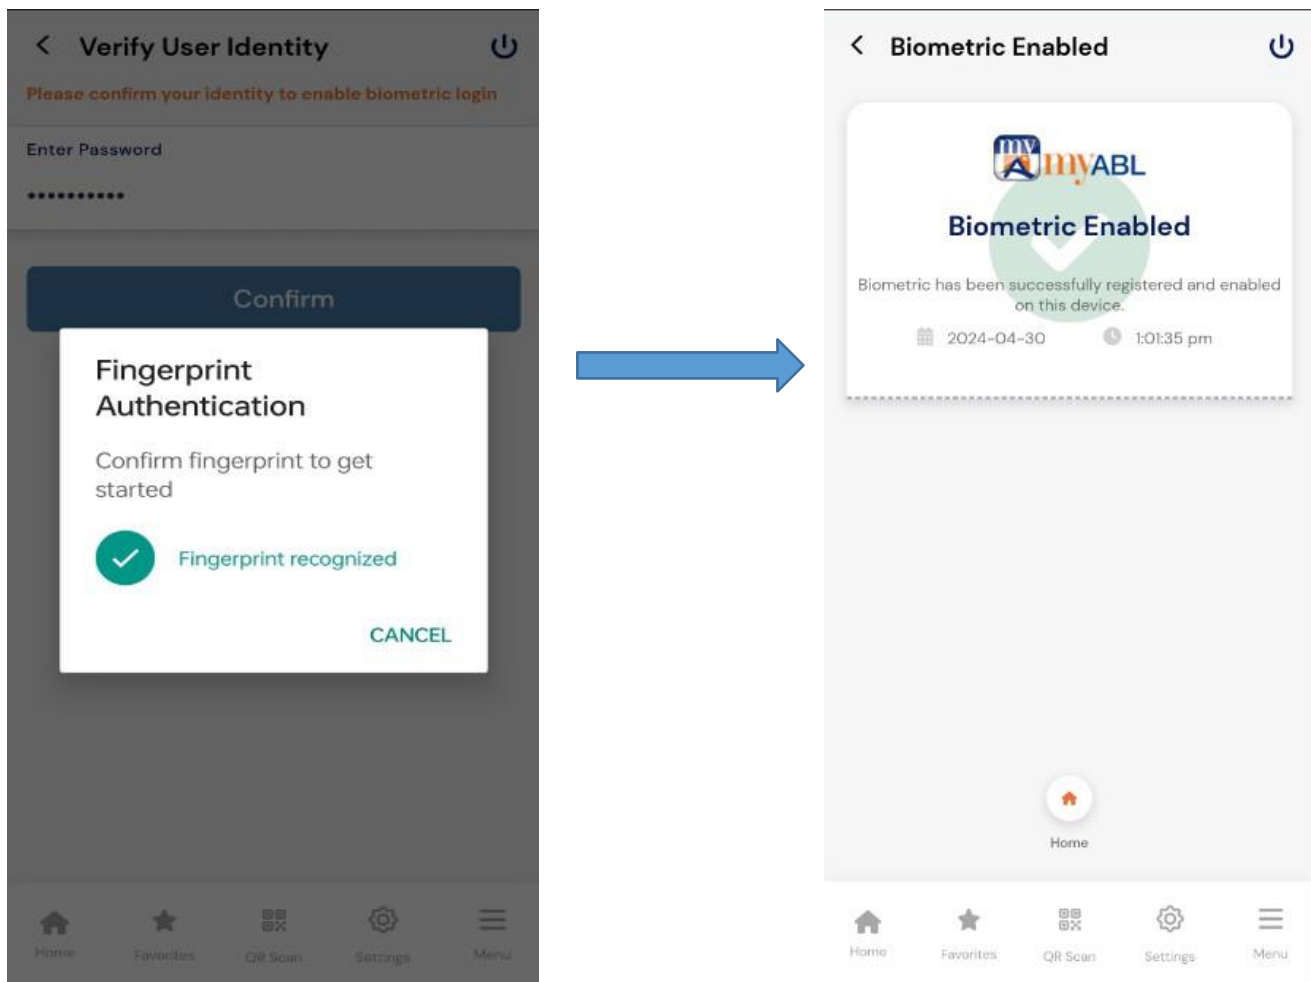 Verify User Identity
Please confirm your identity to enable biometric login
Enter Password
Confirm
Fingerprint
Authentication
Confirm fingerprint to get
started
Fingerprint recognized
CANCEL
Home Favorites QR Scan Settings Menu
Biometric Enabled
my myABL
Biometric Enabled
Biometric has been successfully registered and enabled
on this device.
2024-04-30 1:01:35 pm
Home
Home Favorites QR Scan Settings Menu